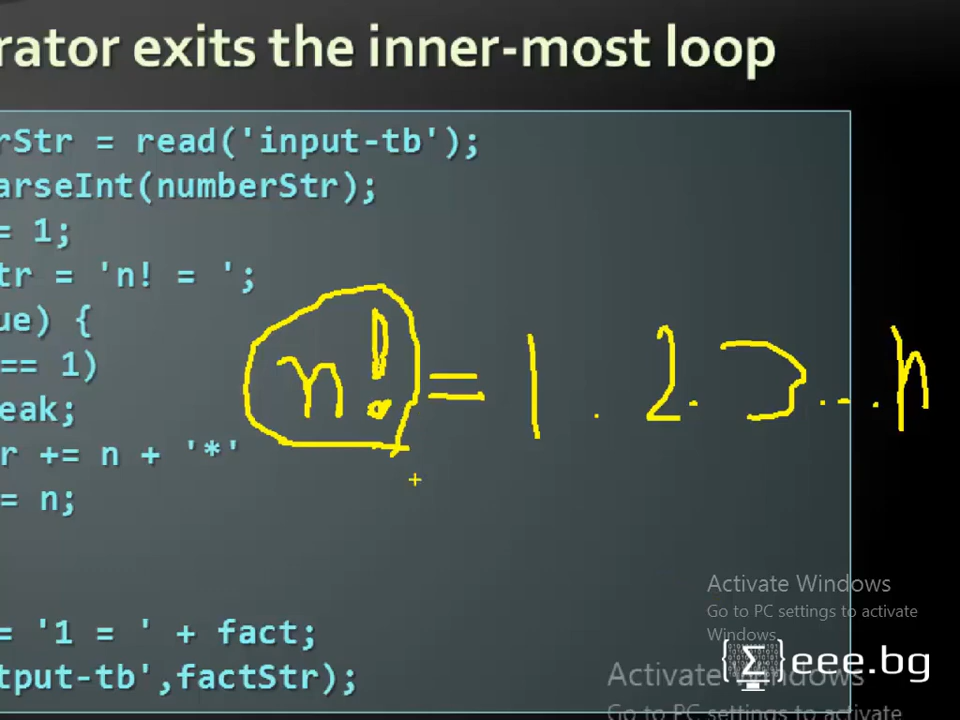 rator exits the inner-most loop
rStr = read('input-tb');
arseInt(numberStr);
= 1;
tr = 'n! = ';
ue) {
== 1)
eak;
r += n + '*'
= n;
n! = 1 . 2 . 3 . . . n
= '1 = ' + fact;
tput-tb',factStr);
Activate Windows
Go to PC settings to activate
Windows.
{Σ}eee.bg
Activate Windows
Go to PC settings to activate